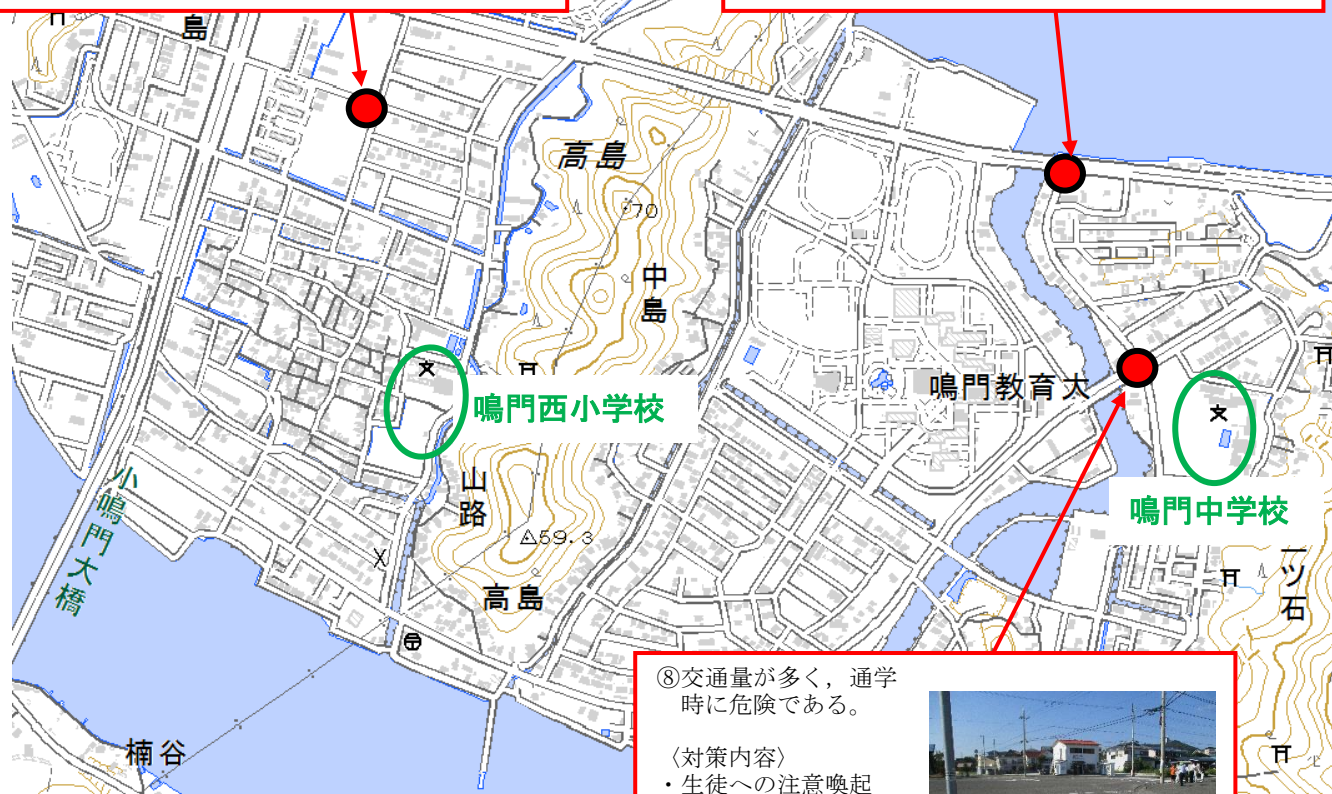 島
高島
70
中島
鳴門教育大
鳴門西小学校
鳴門中学校
山路
59.3
高島
小鳴門大橋
一ツ石
楠谷
⑧交通量が多く，通学
時に危険である。
〈対策内容〉
・生徒への注意喚起